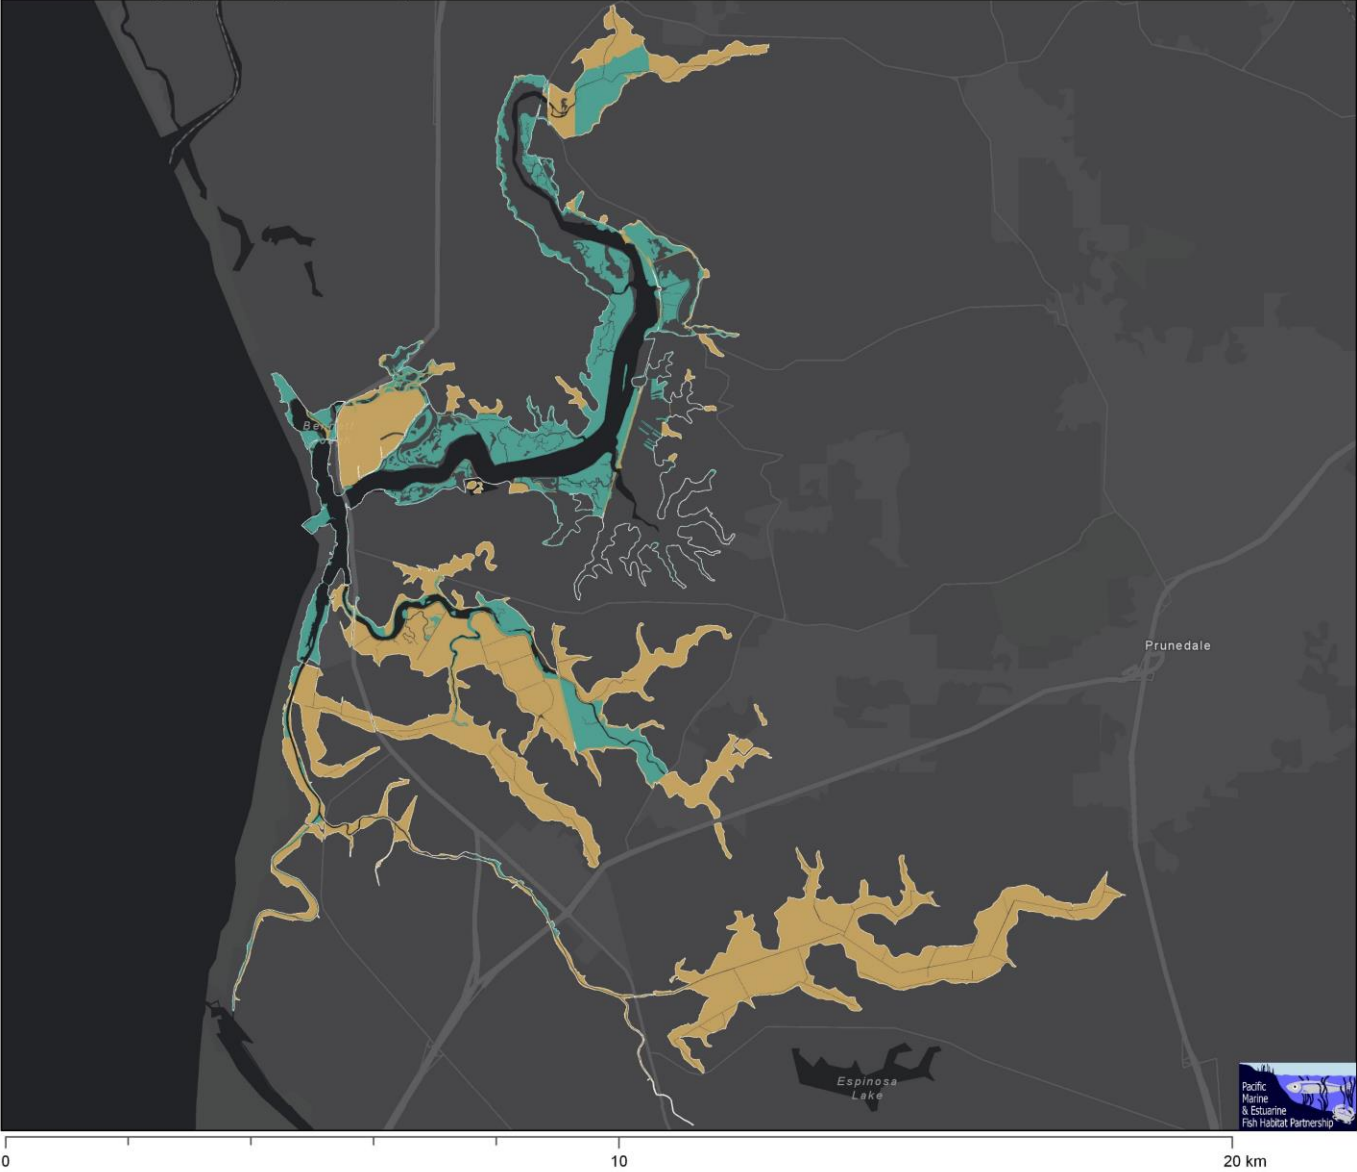 Prunedale
Espinosa
Lake
Pacific
Marine
& Estuarine
Fish Habitat Partnership
0
10
20 km